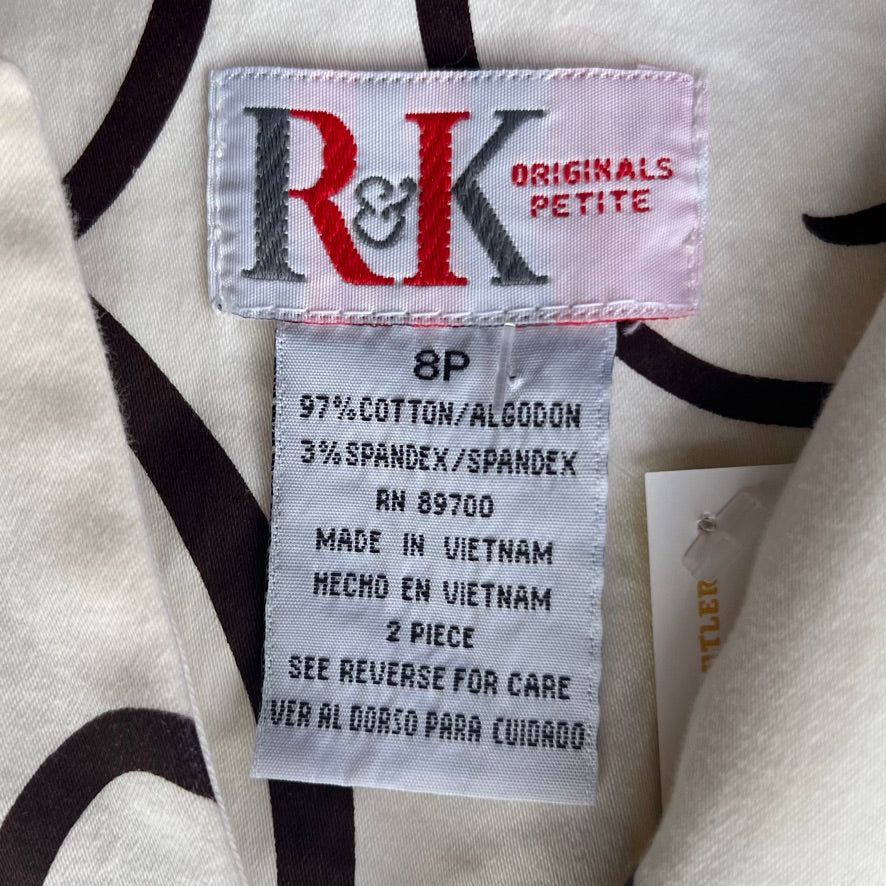 R&K
ORIGINALS
PETITE
8P
97%COTTON/ALGODON
3%SPANDEX/SPANDEX
RN 89700
MADE IN VIETNAM
HECHO EN VIETNAM
2 PIECE
SEE REVERSE FOR CARE
VER AL DORSO PARA CUIDADO